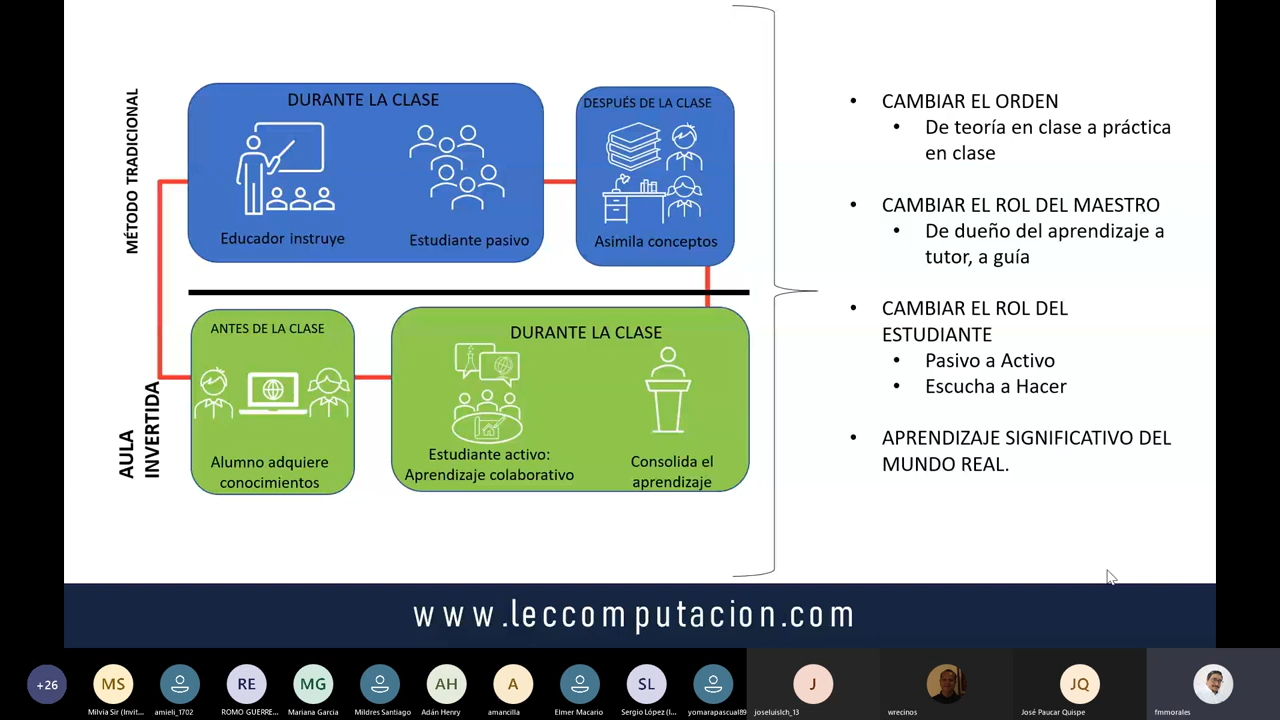 MÉTODO TRADICIONAL
DURANTE LA CLASE
Educador instruye
Estudiante pasivo
DESPUÉS DE LA CLASE
Asimila conceptos
AULA
INVERTIDA
ANTES DE LA CLASE
Alumno adquiere
conocimientos
DURANTE LA CLASE
Estudiante activo:
Aprendizaje colaborativo
Consolida el
aprendizaje
• CAMBIAR EL ORDEN
• De teoría en clase a práctica
en clase
• CAMBIAR EL ROL DEL MAESTRO
• De dueño del aprendizaje a
tutor, a guía
• CAMBIAR EL ROL DEL
ESTUDIANTE
• Pasivo a Activo
• Escucha a Hacer
• APRENDIZAJE SIGNIFICATIVO DEL
MUNDO REAL.
www.leccomputacion.com
+26
MS
Milvia Sir (Invit...
amieli_1702
RE
ROMO GUERRE...
MG
Mariana Garcia
Mildres Santiago
AH
Adán Henry
A
amancilla
Elmer Macario
SL
Sergio López (I...
yomarapascual89
J
joseluislch_13
wrecinos
JQ
José Paucar Quispe
fmmorales